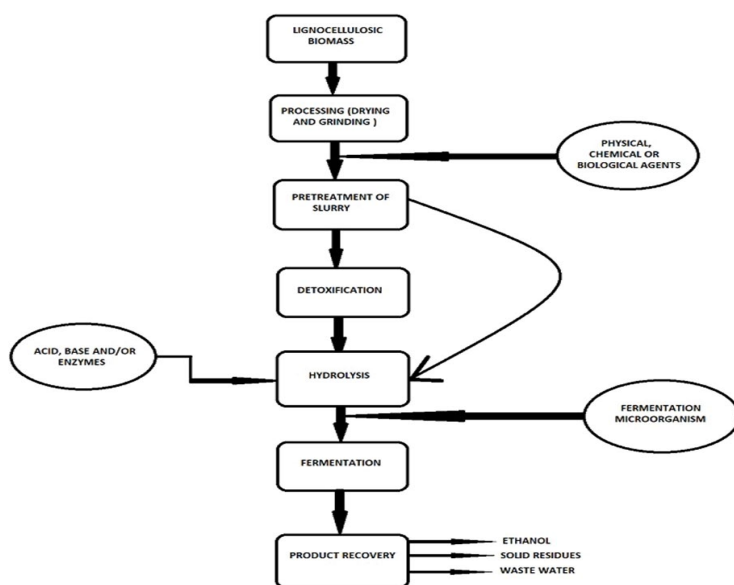 LIGNOCELLULOSIC
BIOMASS
PROCESSING (DRYING
AND GRINDING )
PHYSICAL,
CHEMICAL OR
BIOLOGICAL AGENTS
PRETREATMENT OF
SLURRY
DETOXIFICATION
ACID, BASE AND/OR
ENZYMES
HYDROLYSIS
FERMENTATION
MICROORGANISM
FERMENTATION
PRODUCT RECOVERY
ETHANOL
SOLID RESIDUES
WASTE WATER